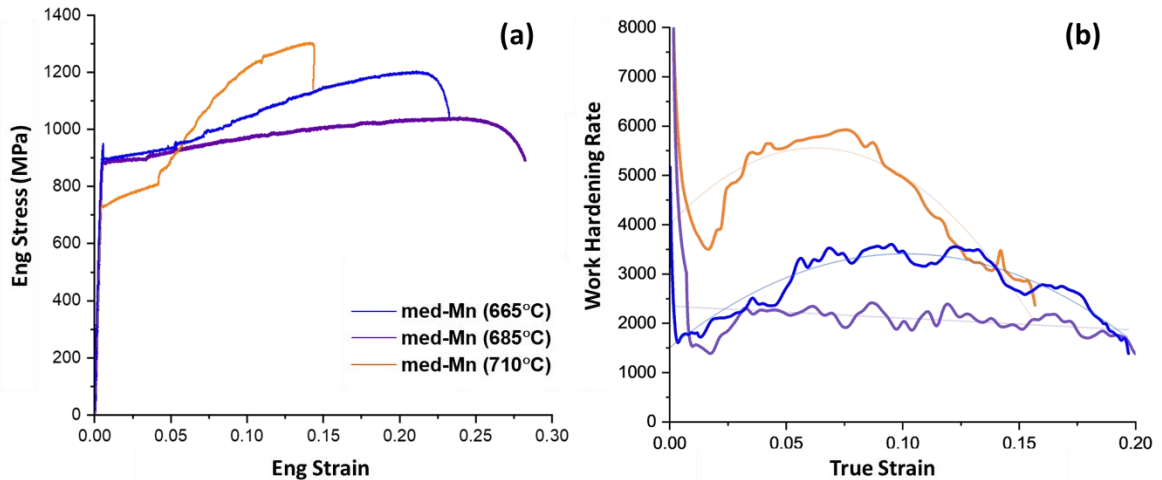 (a)
Eng Stress (MPa)
1400
1200
1000
800
600
400
200
0
0.00 0.05 0.10 0.15 0.20 0.25 0.30
Eng Strain
med-Mn (665°C)
med-Mn (685°C)
med-Mn (710°C)
(b)
Work Hardening Rate
8000
7000
6000
5000
4000
3000
2000
1000
0
0.00 0.05 0.10 0.15 0.20
True Strain